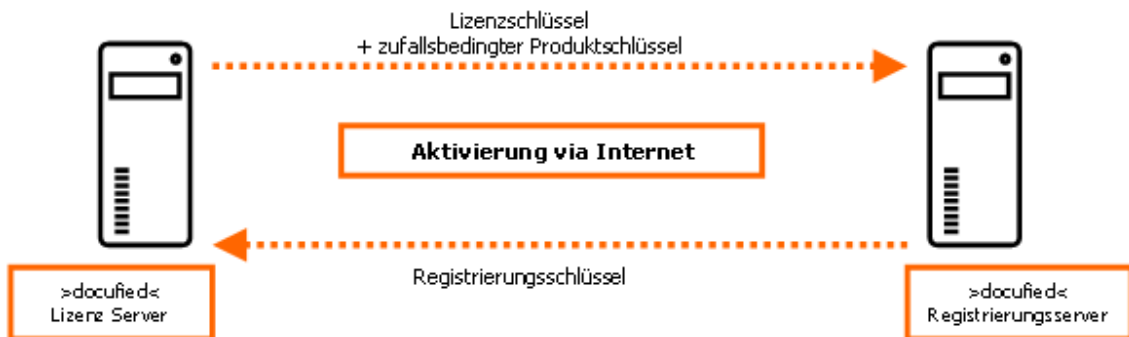 Lizenzschlüssel
+ zufallsbedingter Produktschlüssel
Aktivierung via Internet
Registrierungsschlüssel
>docufied<
Lizenz Server
>docufied<
Registrierungsserver